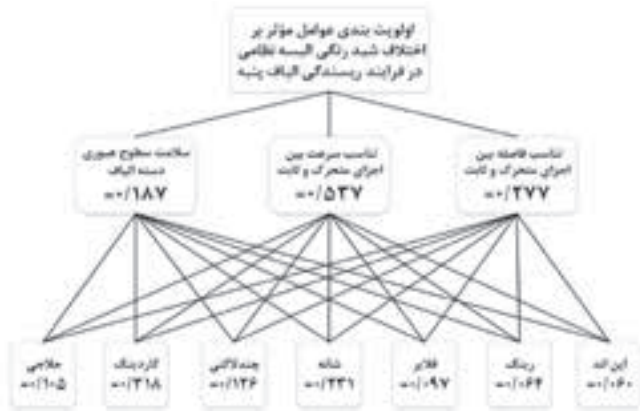 اولویت بندی عوامل مؤثر بر
اختلاف شید رنگی البسه نظامی
در فرایند ریسندگی الیاف پنبه
تناسب فاصله بین
اجزای متحرک و ثابت
=۰/۲۷۷
تناسب سرعت بین
اجزای متحرک و ثابت
=۰/۵۳۷
سلامت سطوح عبوری
دسته الیاف
=۰/۱۸۷
اپن اند
=۰/۰۶۰
رینگ
=۰/۰۶۴
فلایر
=۰/۰۹۷
شانه
=۰/۲۳۱
چندلاکنی
=۰/۱۲۶
کاردینگ
=۰/۳۱۸
حلاجی
=۰/۱۰۵